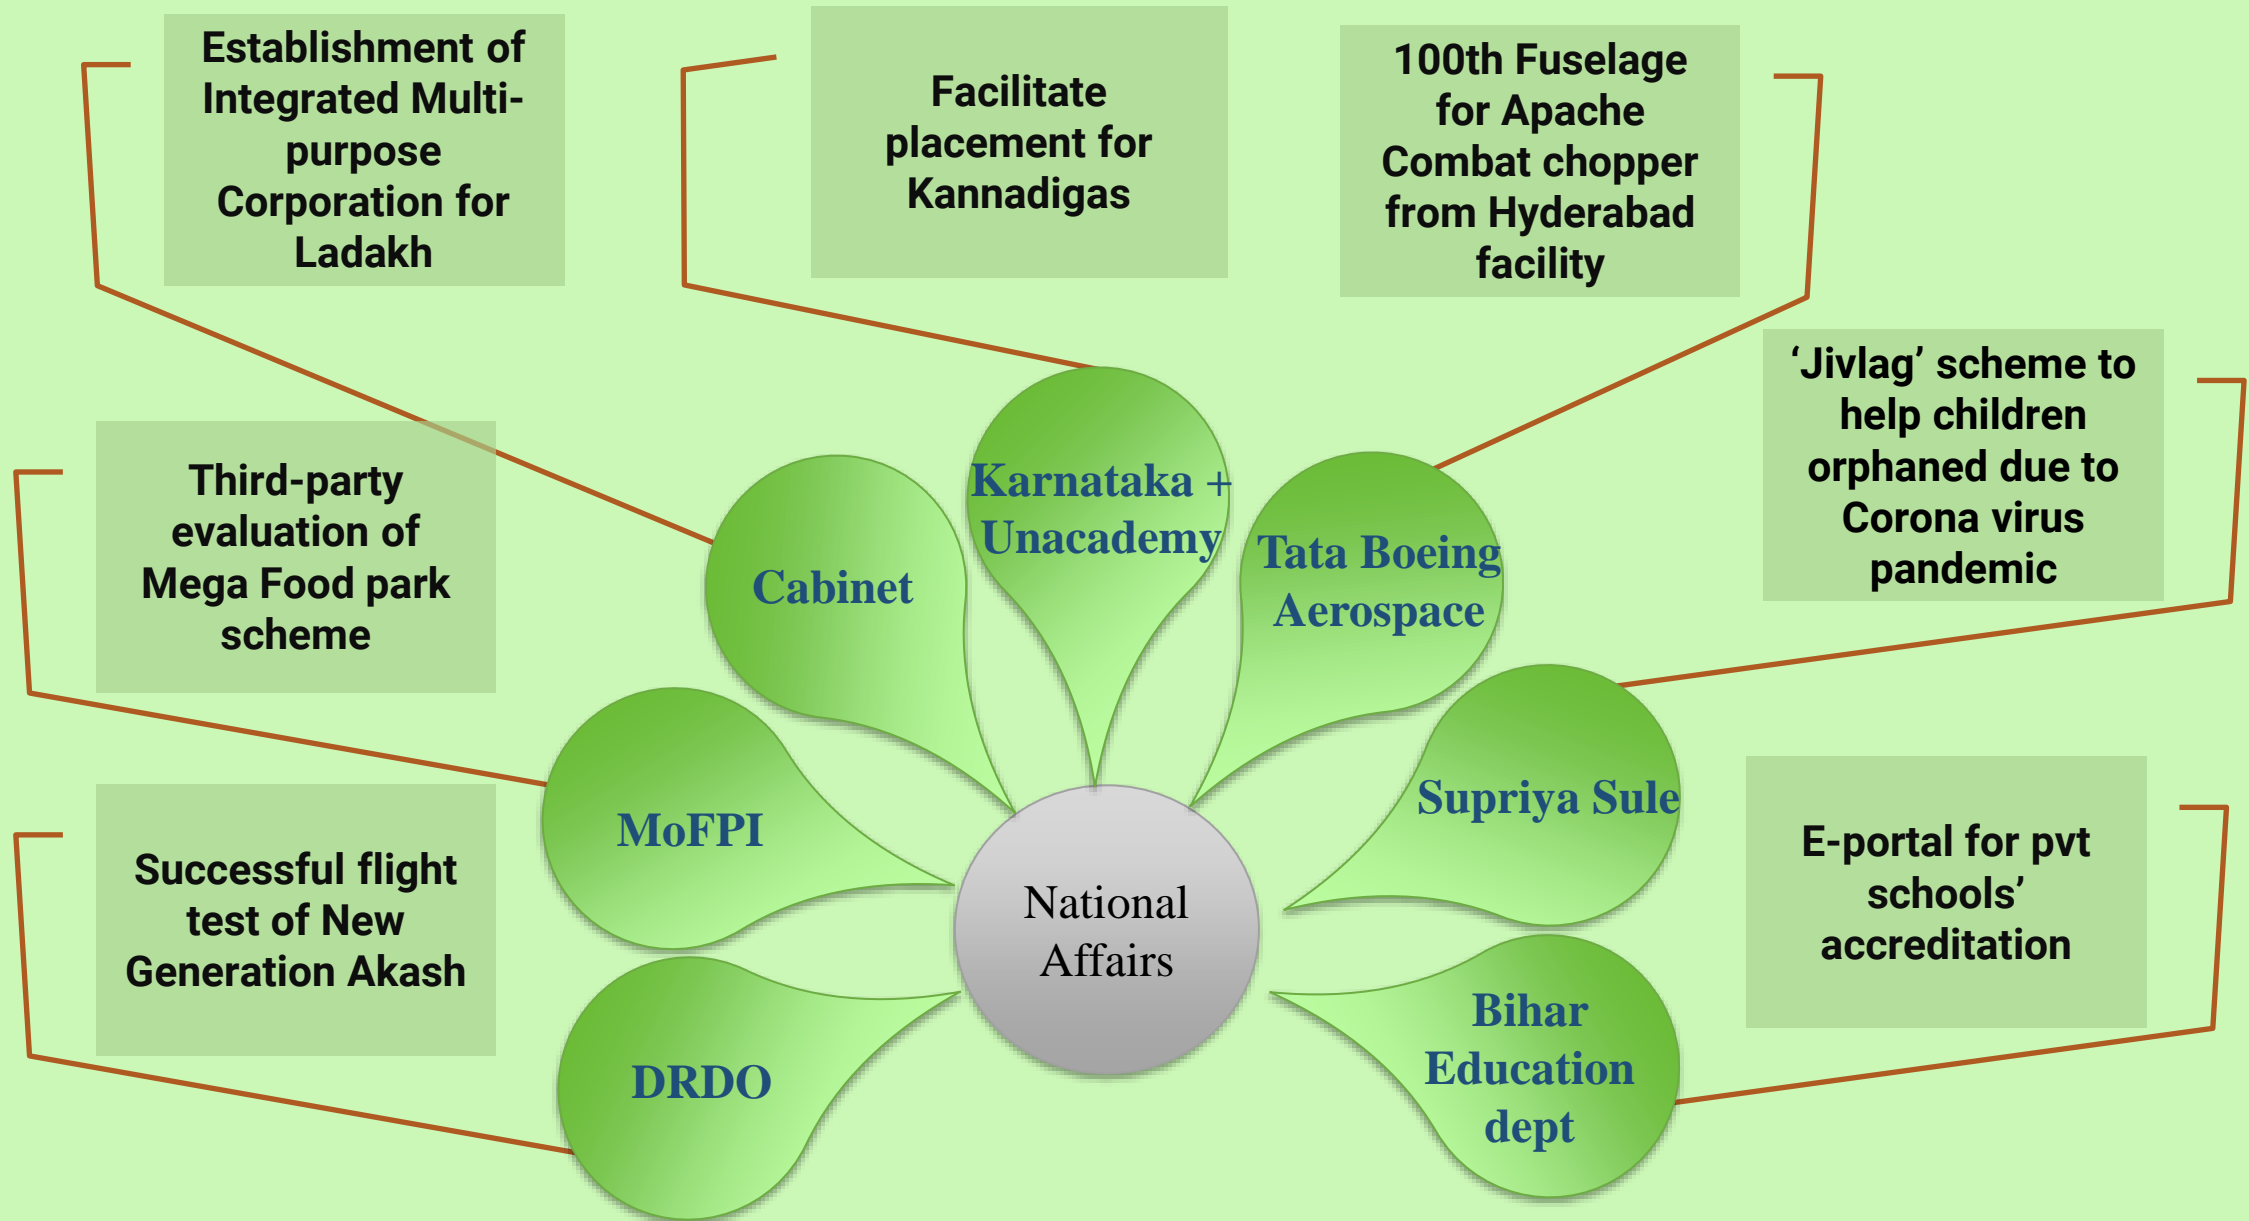 Establishment of
Integrated Multi-
purpose
Corporation for
Ladakh
Facilitate
placement for
Kannadigas
100th Fuselage
for Apache
Combat chopper
from Hyderabad
facility
‘Jivlag’ scheme to
help children
orphaned due to
Corona virus
pandemic
Third-party
evaluation of
Mega Food park
scheme
Karnataka +
Unacademy
Cabinet
Tata Boeing
Aerospace
MoFPI
Supriya Sule
Successful flight
test of New
Generation Akash
E-portal for pvt
schools’
accreditation
National
Affairs
DRDO
Bihar
Education
dept